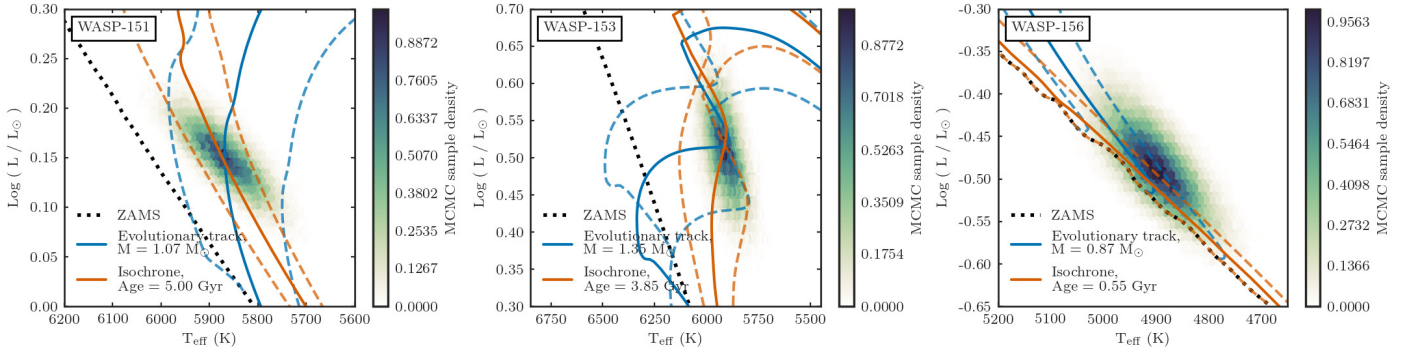 WASP-151
Log ( L / L⊙ )
0.30
0.25
0.20
0.15
0.10
0.05
0.00
ZAMS
Evolutionary track,
M = 1.07 M⊙
Isochrone,
Age = 5.00 Gyr
6200 6100 6000 5900 5800 5700 5600
Teff (K)
0.8872
0.7605
0.6337
0.5070
0.3802
0.2535
0.1267
0.0000
MCMC sample density
WASP-153
Log ( L / L⊙ )
0.70
0.65
0.60
0.55
0.50
0.45
0.40
0.35
0.30
ZAMS
Evolutionary track,
M = 1.35 M⊙
Isochrone,
Age = 3.85 Gyr
6750 6500 6250 6000 5750 5500
Teff (K)
0.8772
0.7018
0.5263
0.3509
0.1754
0.0000
MCMC sample density
WASP-156
Log ( L / L⊙ )
-0.30
-0.35
-0.40
-0.45
-0.50
-0.55
-0.60
-0.65
ZAMS
Evolutionary track,
M = 0.87 M⊙
Isochrone,
Age = 0.55 Gyr
5200 5100 5000 4900 4800 4700
Teff (K)
0.9563
0.8197
0.6831
0.5464
0.4098
0.2732
0.1366
0.0000
MCMC sample density